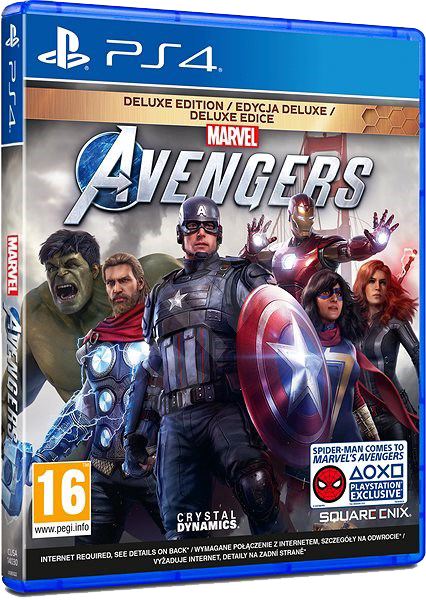 PS4
DELUXE EDITION / EDYCJA DELUXE /
DELUXE EDICE
MARVEL
AVENGERS
MARVEL
AVENGERS
SPIDER-MAN COMES TO
MARVEL'S AVENGERS
PLAYSTATION
EXCLUSIVE
16
www.pegi.info
CRYSTAL
DYNAMICS.
SQUARE ENIX.
INTERNET REQUIRED, SEE DETAILS ON BACK* / WYMAGANE POŁĄCZENIE Z INTERNETEM, SZCZEGÓŁY NA ODWROCIE* /
VYŽADUJE INTERNET, DETAILY NA ZADNÍ STRANĚ*